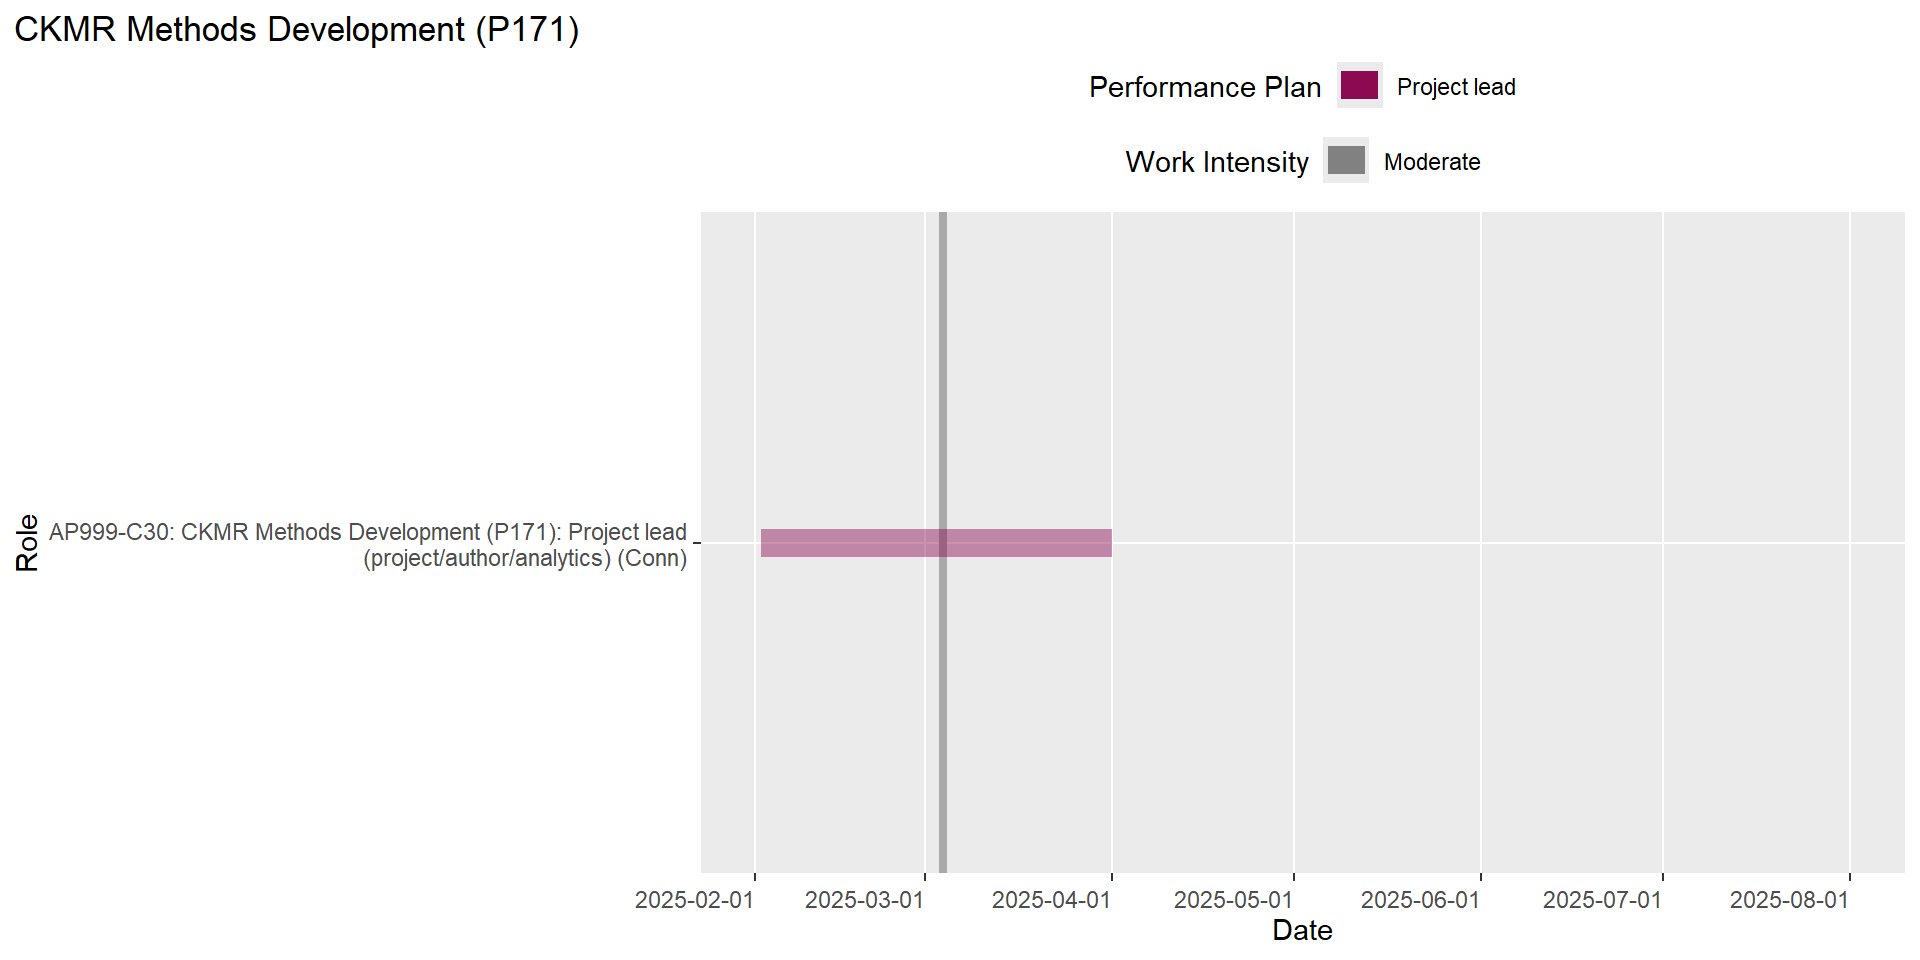 CKMR Methods Development (P171)
Performance Plan
Project lead
Work Intensity
Moderate
Role
AP999-C30: CKMR Methods Development (P171): Project lead
(project/author/analytics) (Conn)
2025-02-01
2025-03-01
2025-04-01
2025-05-01
2025-06-01
2025-07-01
2025-08-01
Date